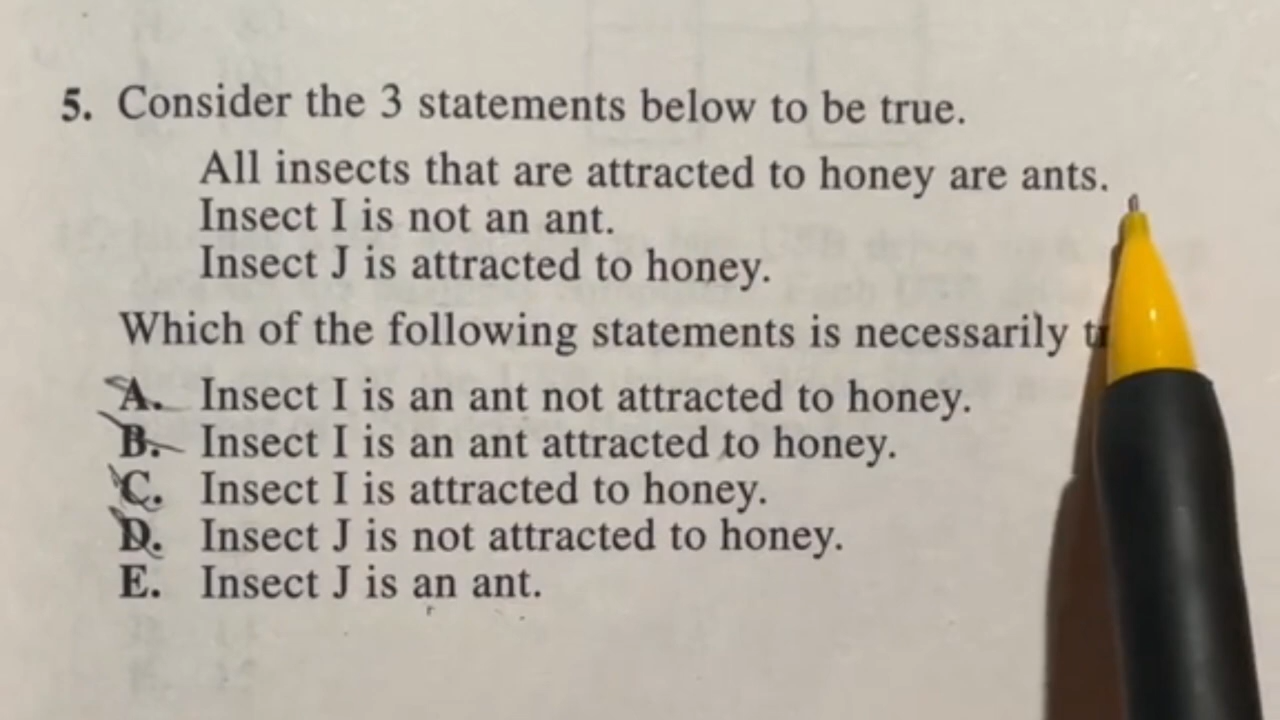 5. Consider the 3 statements below to be true.
All insects that are attracted to honey are ants.
Insect I is not an ant.
Insect J is attracted to honey.
Which of the following statements is necessarily
A. Insect I is an ant not attracted to honey.
B. Insect I is an ant attracted to honey.
C. Insect I is attracted to honey.
D. Insect J is not attracted to honey.
E. Insect J is an ant.